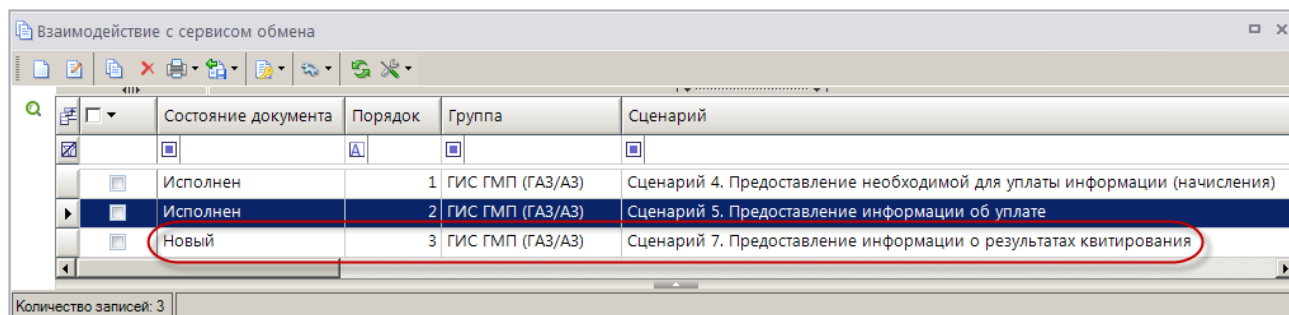 Взаимодействие с сервисом обмена
Состояние документа Порядок Группа Сценарий
Исполнен 1 ГИС ГМП (ГАЗ/АЗ) Сценарий 4. Предоставление необходимой для уплаты информации (начисления)
Исполнен 2 ГИС ГМП (ГАЗ/АЗ) Сценарий 5. Предоставление информации об уплате
Новый 3 ГИС ГМП (ГАЗ/АЗ) Сценарий 7. Предоставление информации о результатах квитирования
Количество записей: 3